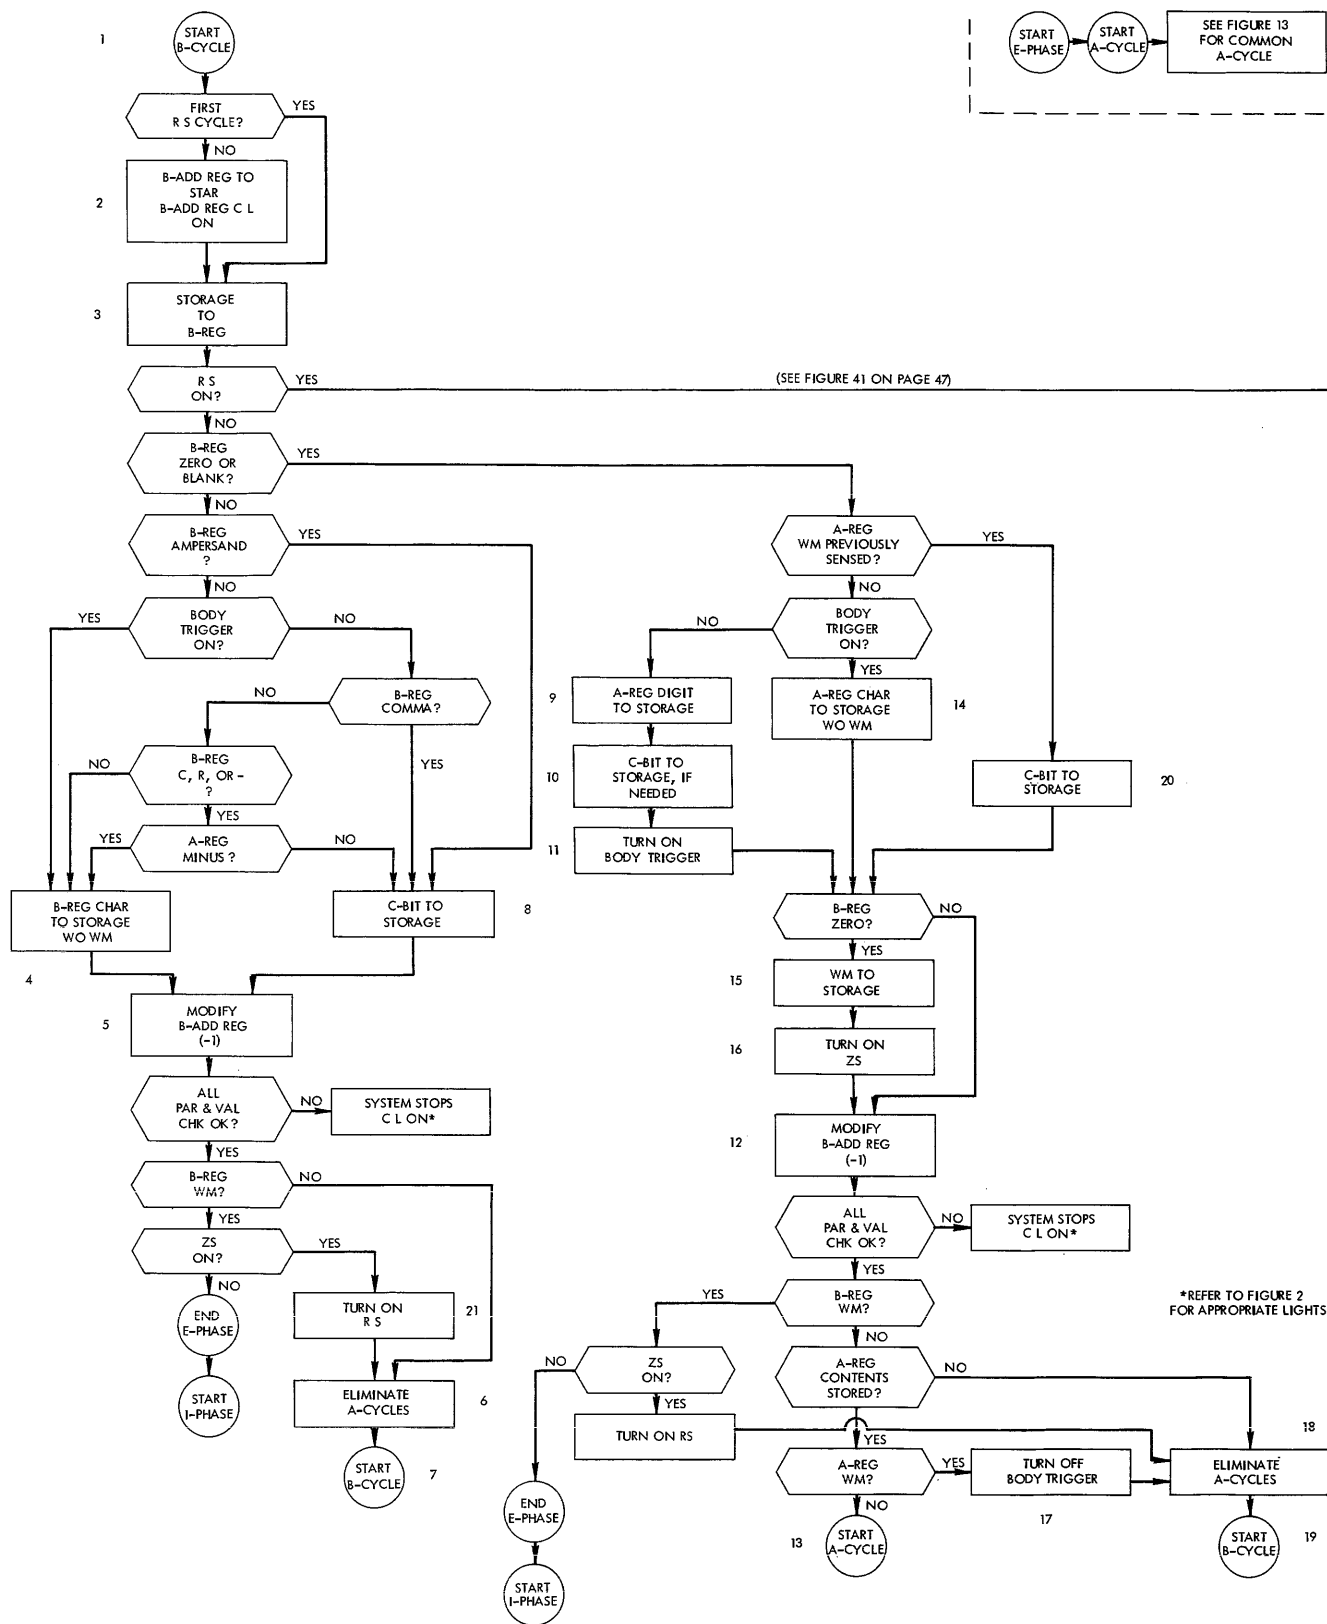 1
START
B-CYCLE
START
E-PHASE
START
A-CYCLE
SEE FIGURE 13
FOR COMMON
A-CYCLE
FIRST
R S CYCLE?
YES
NO
2
B-ADD REG TO
STAR
B-ADD REG C L
ON
3
STORAGE
TO
B-REG
R S
ON?
YES
(SEE FIGURE 41 ON PAGE 47)
NO
B-REG
ZERO OR
BLANK?
YES
NO
B-REG
AMPERSAND
?
YES
NO
A-REG
WM PREVIOUSLY
SENSED?
YES
NO
YES
BODY
TRIGGER
ON?
NO
NO
BODY
TRIGGER
ON?
YES
NO
B-REG
COMMA?
YES
9
A-REG DIGIT
TO STORAGE
A-REG CHAR
TO STORAGE
WO WM
14
NO
B-REG
C, R, OR -
?
YES
10
C-BIT TO
STORAGE, IF
NEEDED
C-BIT TO
STORAGE
20
YES
A-REG
MINUS ?
NO
11
TURN ON
BODY TRIGGER
B-REG CHAR
TO STORAGE
WO WM
4
C-BIT TO
STORAGE
8
B-REG
ZERO?
NO
YES
15
WM TO
STORAGE
5
MODIFY
B-ADD REG
(-1)
16
TURN ON
ZS
ALL
PAR & VAL
CHK OK?
NO
SYSTEM STOPS
C L ON*
YES
12
MODIFY
B-ADD REG
(-1)
B-REG
WM?
NO
YES
ALL
PAR & VAL
CHK OK?
NO
SYSTEM STOPS
C L ON*
YES
ZS
ON?
YES
NO
END
E-PHASE
START
I-PHASE
TURN ON
R S
21
ELIMINATE
A-CYCLES
6
START
B-CYCLE
7
YES
B-REG
WM?
NO
*REFER TO FIGURE 2
FOR APPROPRIATE LIGHTS
NO
ZS
ON?
YES
A-REG
CONTENTS
STORED?
NO
YES
TURN ON RS
18
A-REG
WM?
YES
NO
TURN OFF
BODY TRIGGER
17
ELIMINATE
A-CYCLES
END
E-PHASE
START
I-PHASE
13
START
A-CYCLE
START
B-CYCLE
19